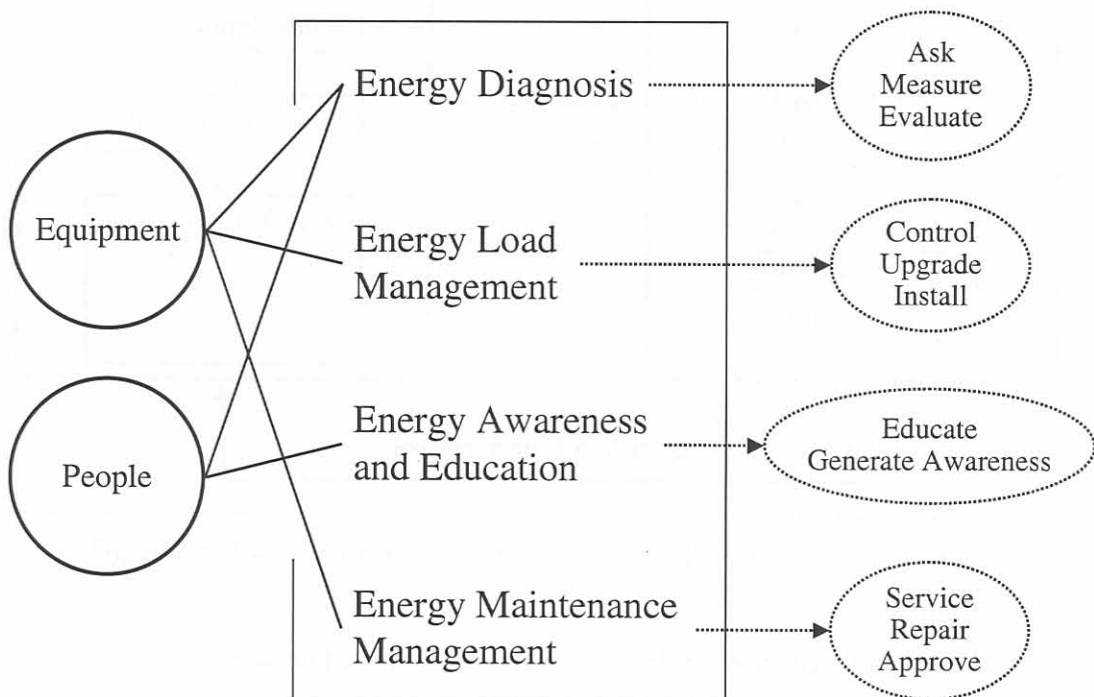 Equipment
People
Energy Diagnosis
Energy Load
Management
Energy Awareness
and Education
Energy Maintenance
Management
Ask
Measure
Evaluate
Control
Upgrade
Install
Educate
Generate Awareness
Service
Repair
Approve